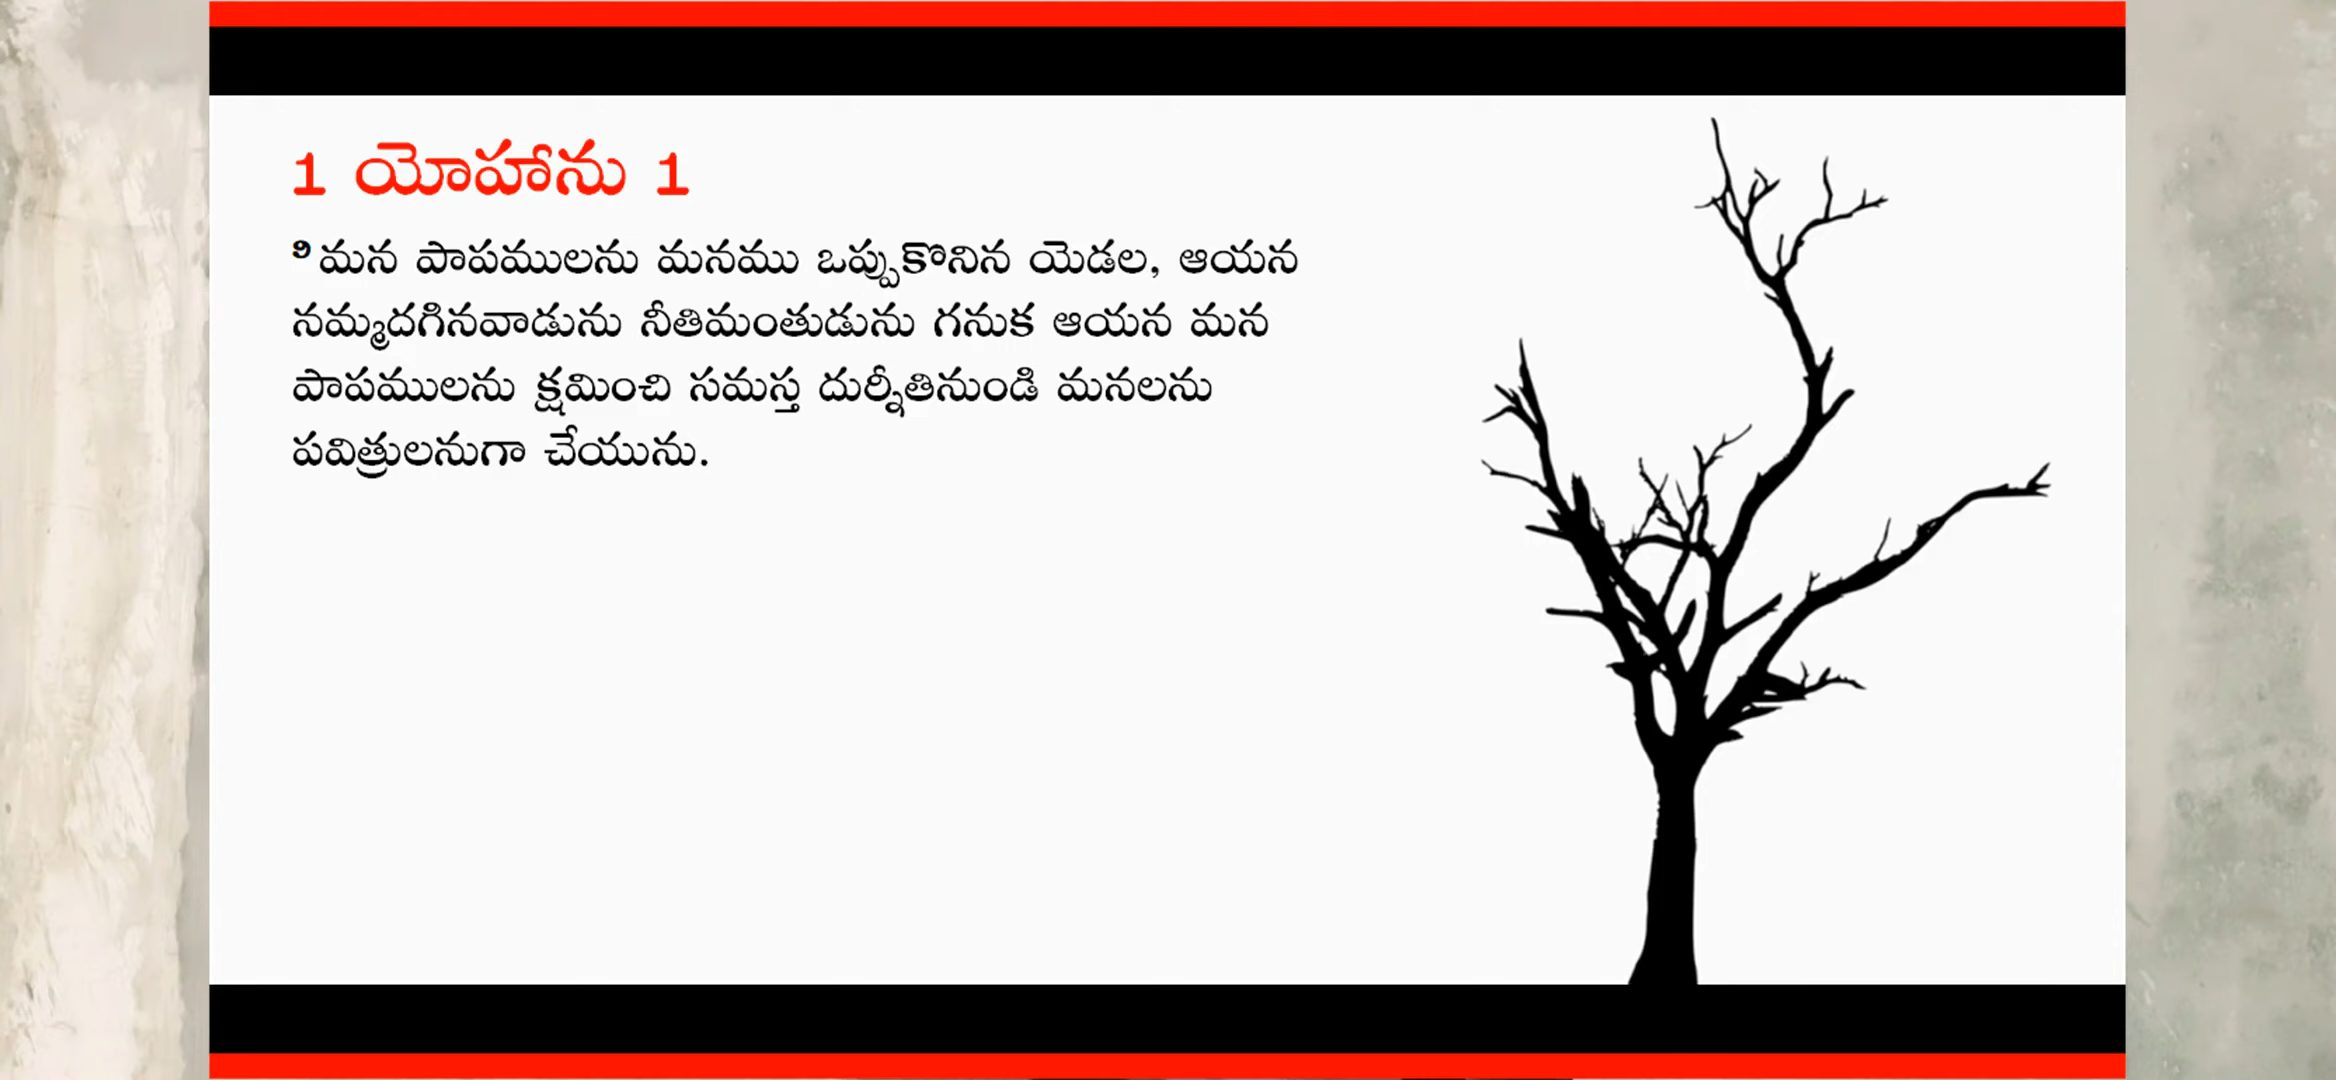 1 యోహాను 1
9 మన పాపములను మనము ఒప్పుకొనిన యెడల, ఆయన
నమ్మదగినవాడును నీతిమంతుడును గనుక ఆయన మన
పాపములను క్షమించి సమస్త దుర్నీతినుండి మనలను
పవిత్రులనుగా చేయును.